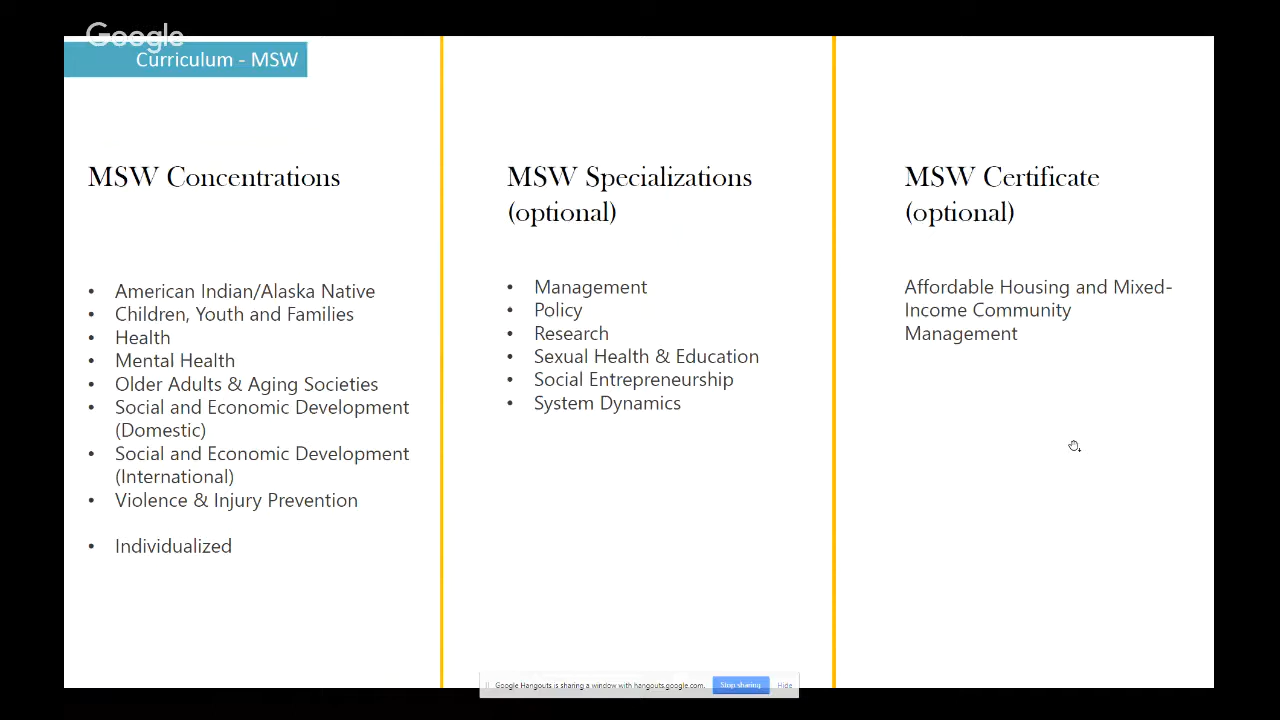 Google
Curriculum - MSW
MSW Concentrations
• American Indian/Alaska Native
• Children, Youth and Families
• Health
• Mental Health
• Older Adults & Aging Societies
• Social and Economic Development
(Domestic)
• Social and Economic Development
(International)
• Violence & Injury Prevention
• Individualized
MSW Specializations
(optional)
• Management
• Policy
• Research
• Sexual Health & Education
• Social Entrepreneurship
• System Dynamics
MSW Certificate
(optional)
Affordable Housing and Mixed-
Income Community
Management
Google Hangouts is sharing a window with hangouts.google.com.
Stop sharing
Hide